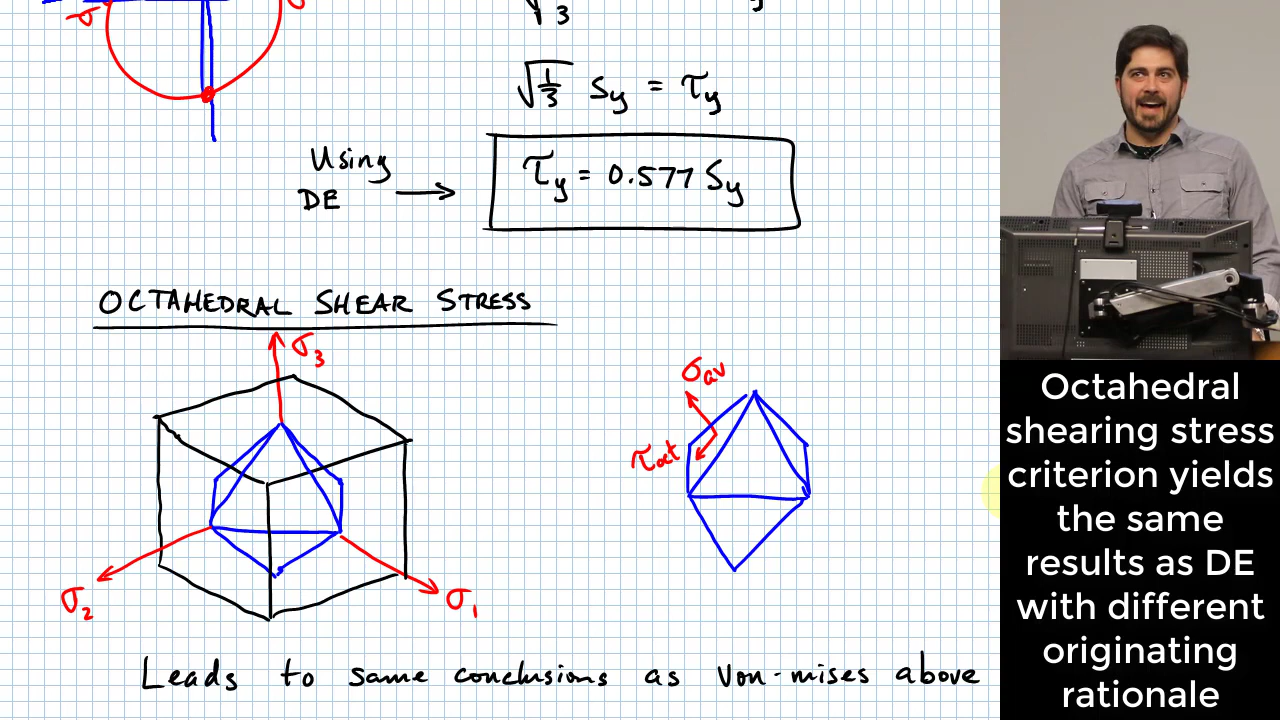 σ
√3
√1/3 Sy = τy
Using
DE →
τy = 0.577 Sy
OCTAHEDRAL SHEAR STRESS
σ3
σav
τoct
σ2
σ1
Leads to same conclusions as Von-mises above
Octahedral
shearing stress
criterion yields
the same
results as DE
with different
originating
rationale